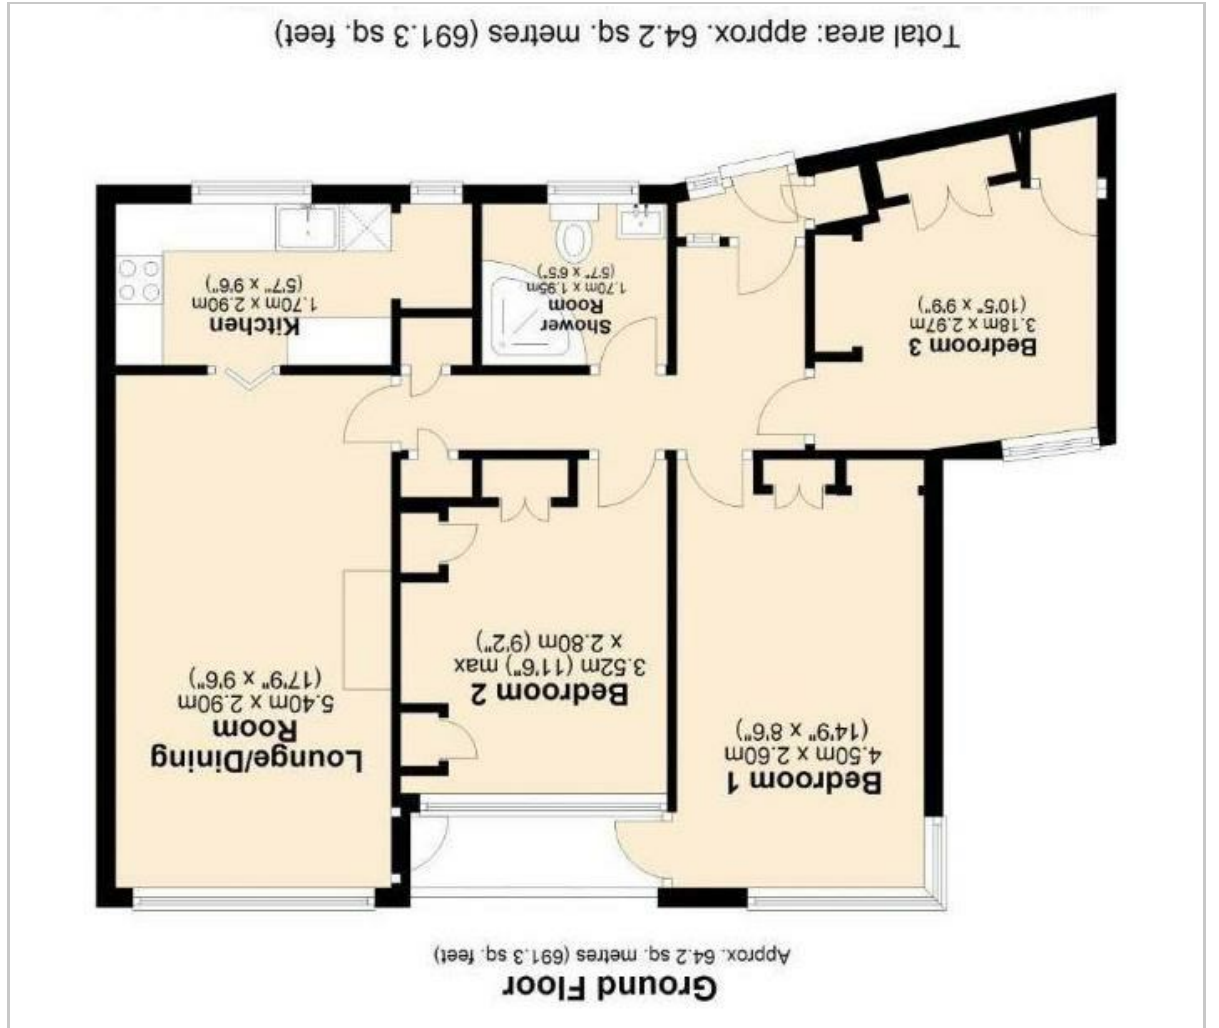 Ground Floor
Approx. 64.2 sq. metres (691.3 sq. feet)
Bedroom 1
4.50m x 2.60m
(14'9" x 8'6")
Lounge/Dining
Room
5.40m x 2.90m
(17'9" x 9'6")
Bedroom 2
3.52m (11'6") max
x 2.80m (9'2")
Bedroom 3
3.18m x 2.97m
(10'5" x 9'9")
Shower
Room
1.70m x 1.95m
(5'7" x 6'5")
Kitchen
1.70m x 2.90m
(5'7" x 9'6")
Total area: approx. 64.2 sq. metres (691.3 sq. feet)